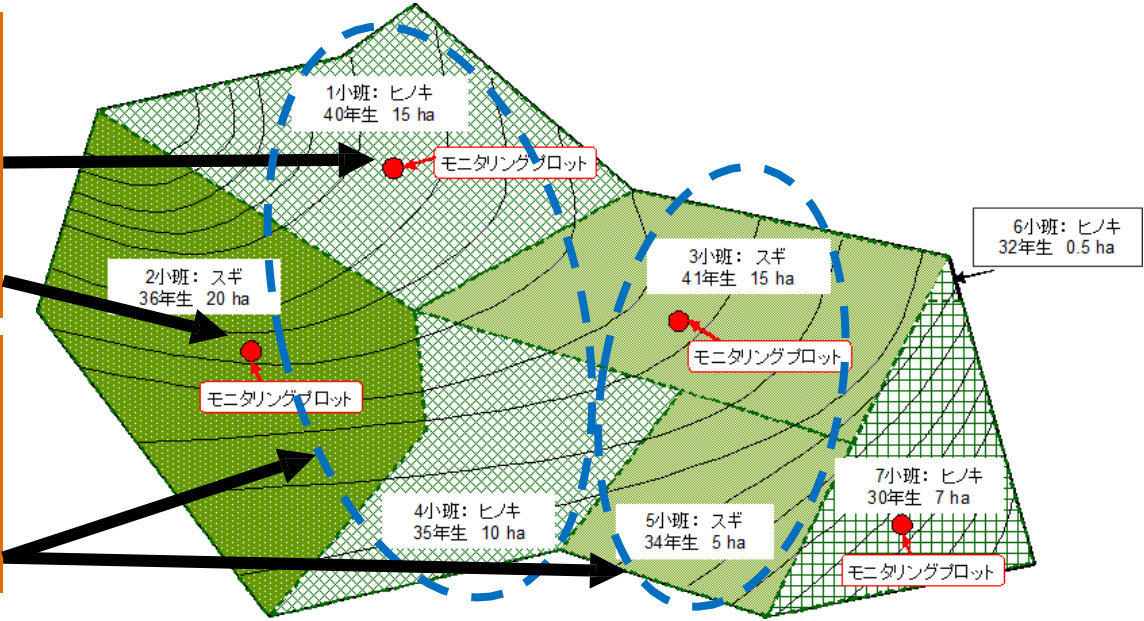 1小班： ヒノキ
40年生 15 ha
モニタリングプロット
2小班： スギ
36年生 20 ha
モニタリングプロット
3小班： スギ
41年生 15 ha
モニタリングプロット
6小班： ヒノキ
32年生 0.5 ha
4小班： ヒノキ
35年生 10 ha
5小班： スギ
34年生 5 ha
7小班： ヒノキ
30年生 7 ha
モニタリングプロット